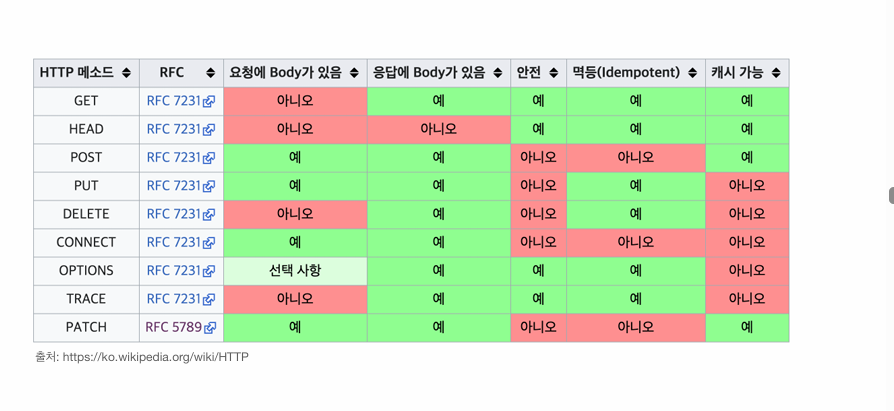 HTTP 메소드 RFC 요청에 Body가 있음 응답에 Body가 있음 안전 멱등(Idempotent) 캐시 가능
GET RFC 7231 아니오 예 예 예 예
HEAD RFC 7231 아니오 아니오 예 예 예
POST RFC 7231 예 예 아니오 아니오 예
PUT RFC 7231 예 예 아니오 예 아니오
DELETE RFC 7231 아니오 예 아니오 예 아니오
CONNECT RFC 7231 예 예 아니오 아니오 아니오
OPTIONS RFC 7231 선택 사항 예 예 예 아니오
TRACE RFC 7231 아니오 예 예 예 아니오
PATCH RFC 5789 예 예 아니오 아니오 예
출처: https://ko.wikipedia.org/wiki/HTTP